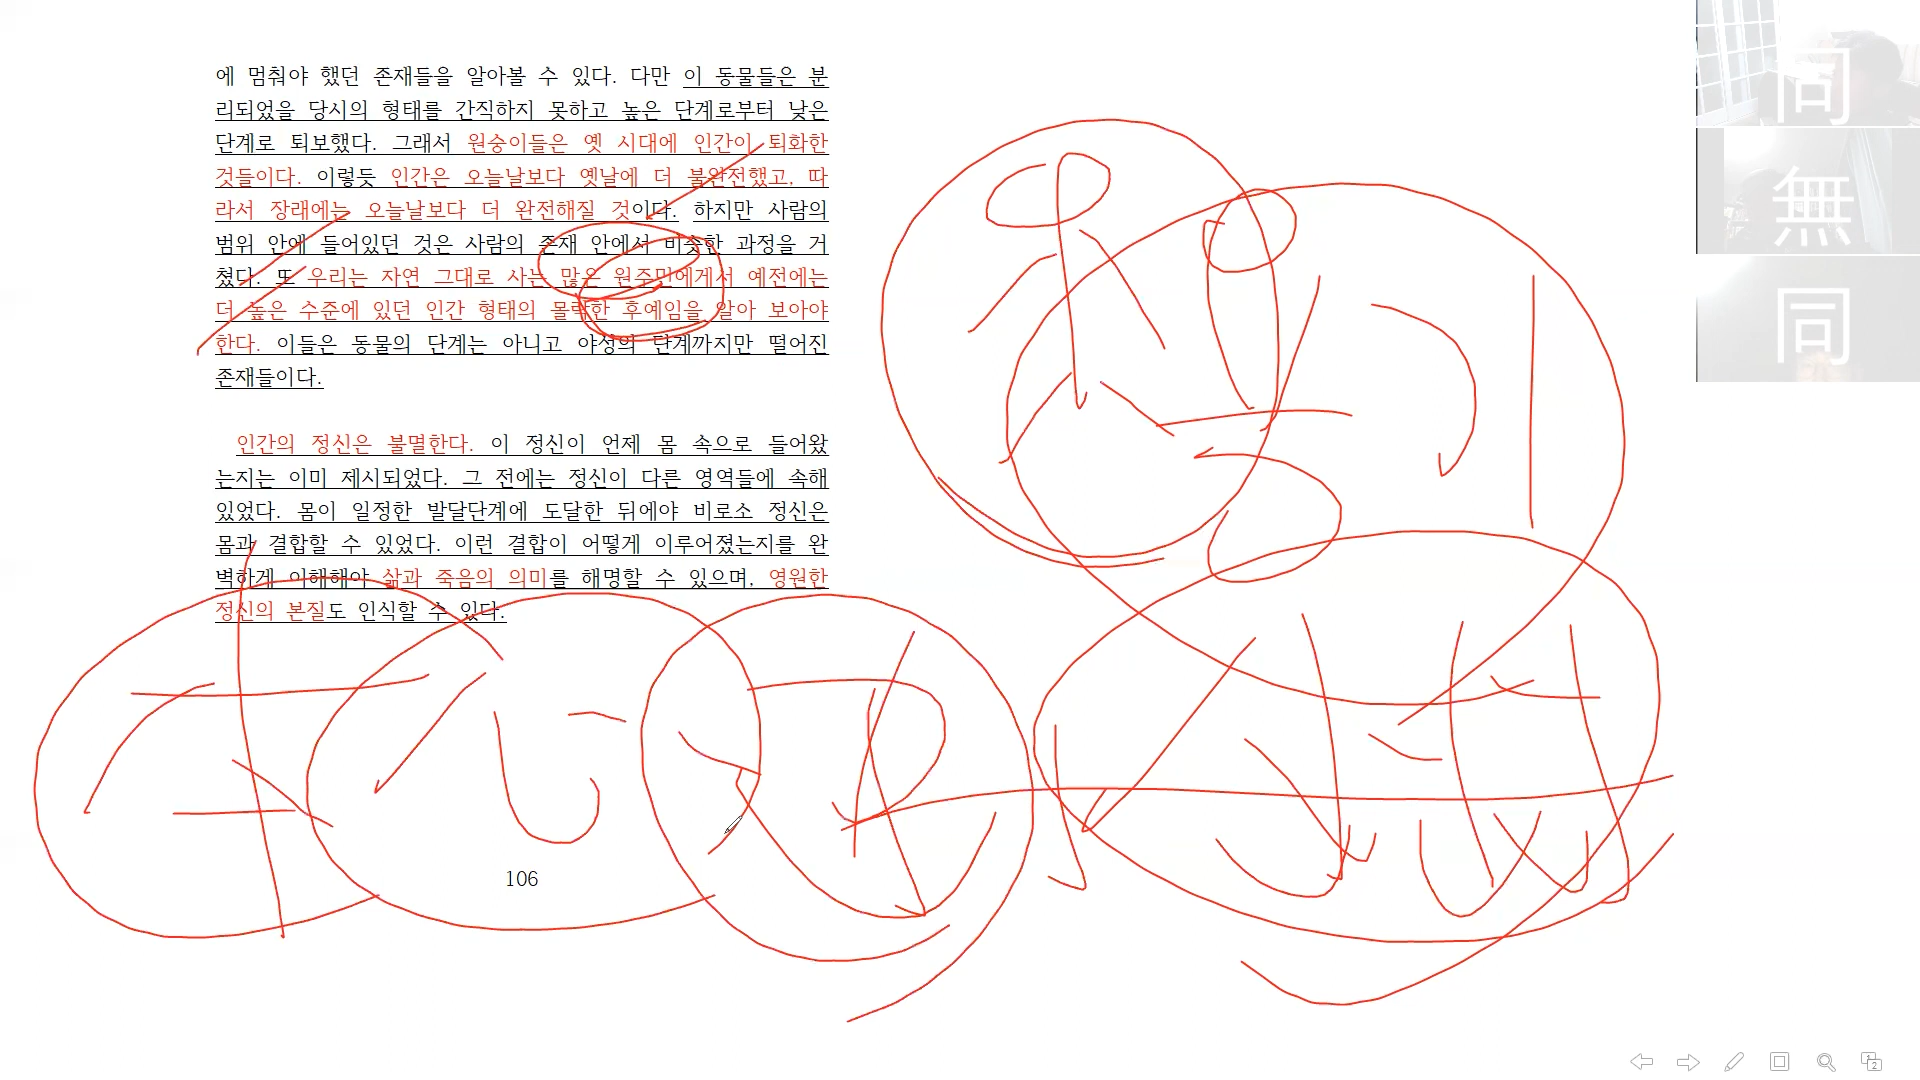 에 멈춰야 했던 존재들을 알아볼 수 있다. 다만 이 동물들은 분
리되었을 당시의 형태를 간직하지 못하고 높은 단계로부터 낮은
단계로 퇴보했다. 그래서 원숭이들은 옛 시대에 인간이 퇴화한
것들이다. 이렇듯 인간은 오늘날보다 옛날에 더 불완전했고, 따
라서 장래에는 오늘날보다 더 완전해질 것이다. 하지만 사람의
범위 안에 들어있던 것은 사람의 존재 안에서 비슷한 과정을 거
쳤다. 또 우리는 자연 그대로 사는 많은 원주민에게서 예전에는
더 높은 수준에 있던 인간 형태의 몰락한 후예임을 알아 보아야
한다. 이들은 동물의 단계는 아니고 야성의 단계까지만 떨어진
존재들이다.
인간의 정신은 불멸한다. 이 정신이 언제 몸 속으로 들어왔
는지는 이미 제시되었다. 그 전에는 정신이 다른 영역들에 속해
있었다. 몸이 일정한 발달단계에 도달한 뒤에야 비로소 정신은
몸과 결합할 수 있었다. 이런 결합이 어떻게 이루어졌는지를 완
벽하게 이해해야 삶과 죽음의 의미를 해명할 수 있으며, 영원한
정신의 본질도 인식할 수 있다.
106
同
無
同